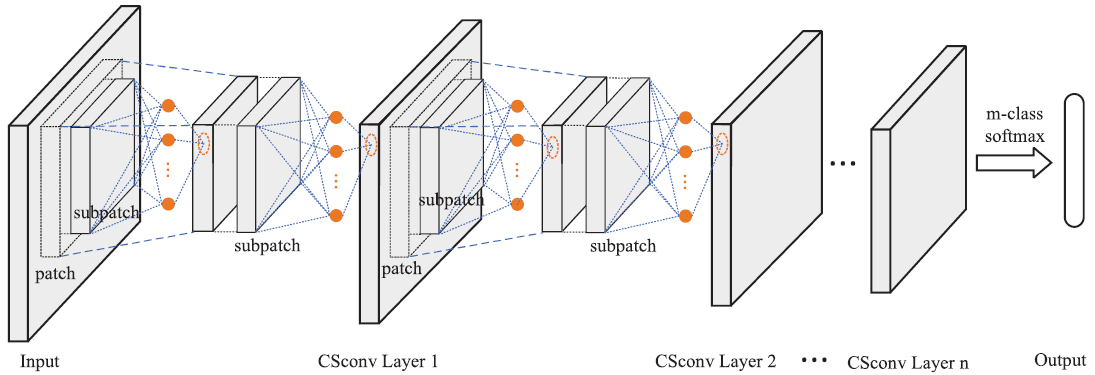 m-class
softmax
subpatch
subpatch
subpatch
subpatch
patch
patch
Input
CSconv Layer 1
CSconv Layer 2
CSconv Layer n
Output